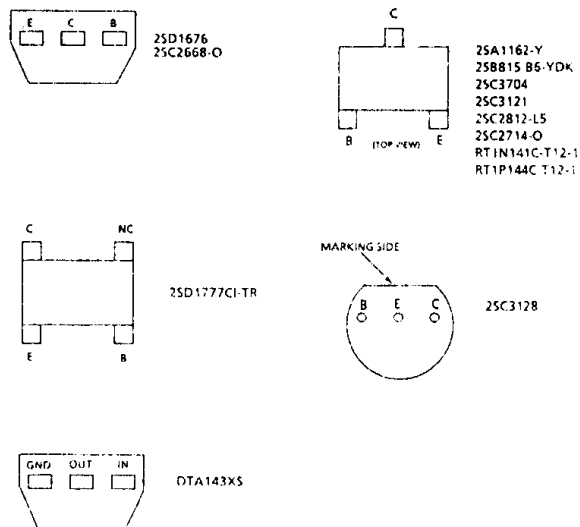 E C B
2SD1676
2SC2668-O
C
B (TOP VIEW) E
2SA1162-Y
2SB815 B6-YDK
2SC3704
2SC3121
2SC2812-L5
2SC2714-O
RT1N141C-T12-1
RT1P144C T12-1
C NC
E B
2SD1777CI-TR
MARKING SIDE
B E C
2SC3128
GND OUT IN
DTA143XS